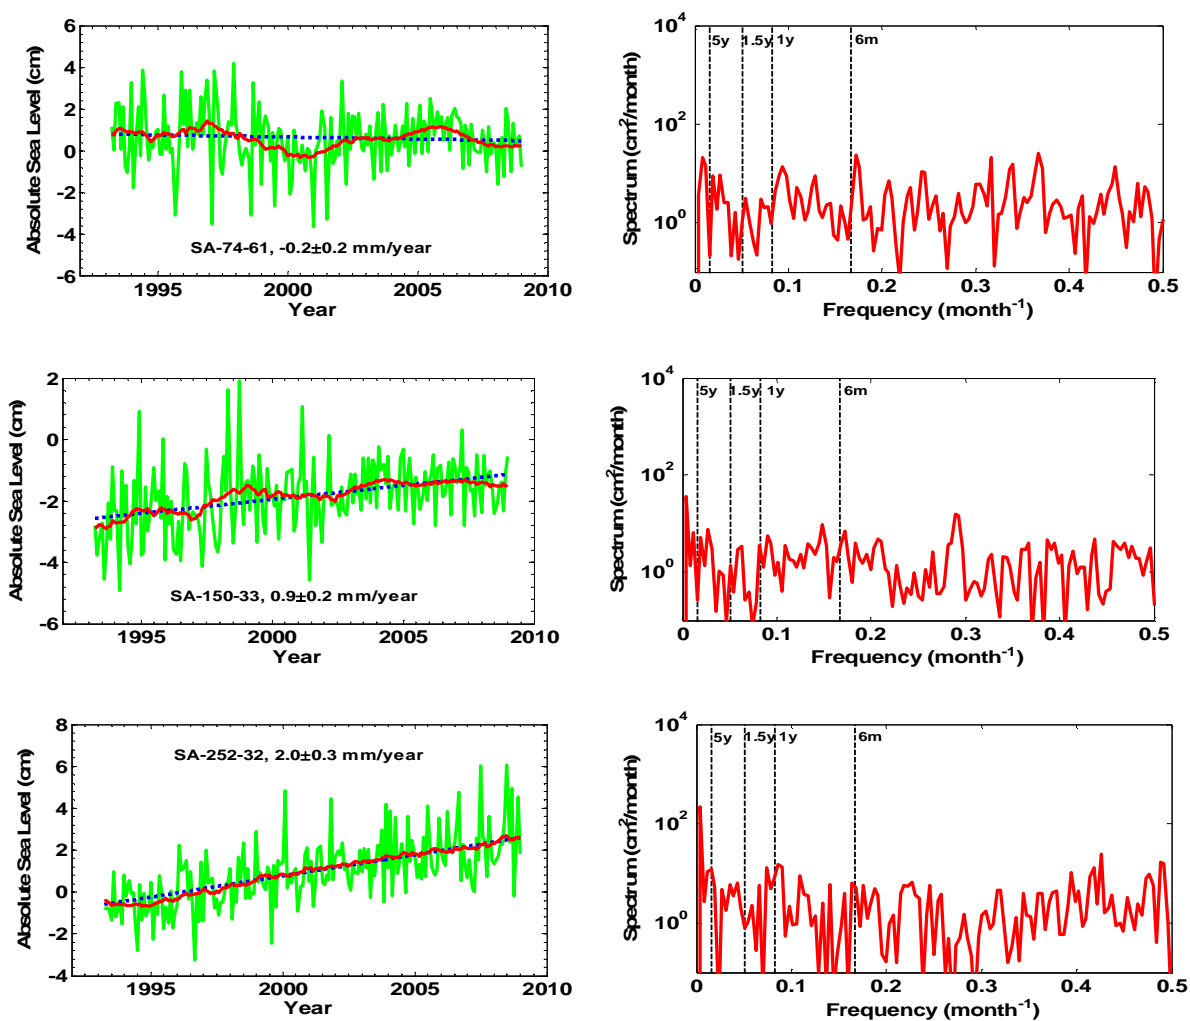 6
4
2
0
-2
-4
-6
Absolute Sea Level (cm)
SA-74-61, -0.2±0.2 mm/year
1995 2000 2005 2010
Year
10⁴
10²
10⁰
Spectrum (cm²/month)
5y 1.5y 1y 6m
0 0.1 0.2 0.3 0.4 0.5
Frequency (month⁻¹)
2
0
-2
-4
-6
Absolute Sea Level (cm)
SA-150-33, 0.9±0.2 mm/year
1995 2000 2005 2010
Year
10⁴
10²
10⁰
Spectrum (cm²/month)
5y 1.5y 1y 6m
0 0.1 0.2 0.3 0.4 0.5
Frequency (month⁻¹)
8
6
4
2
0
-2
-4
Absolute Sea Level (cm)
SA-252-32, 2.0±0.3 mm/year
1995 2000 2005 2010
Year
10⁴
10²
10⁰
Spectrum (cm²/month)
5y 1.5y 1y 6m
0 0.1 0.2 0.3 0.4 0.5
Frequency (month⁻¹)